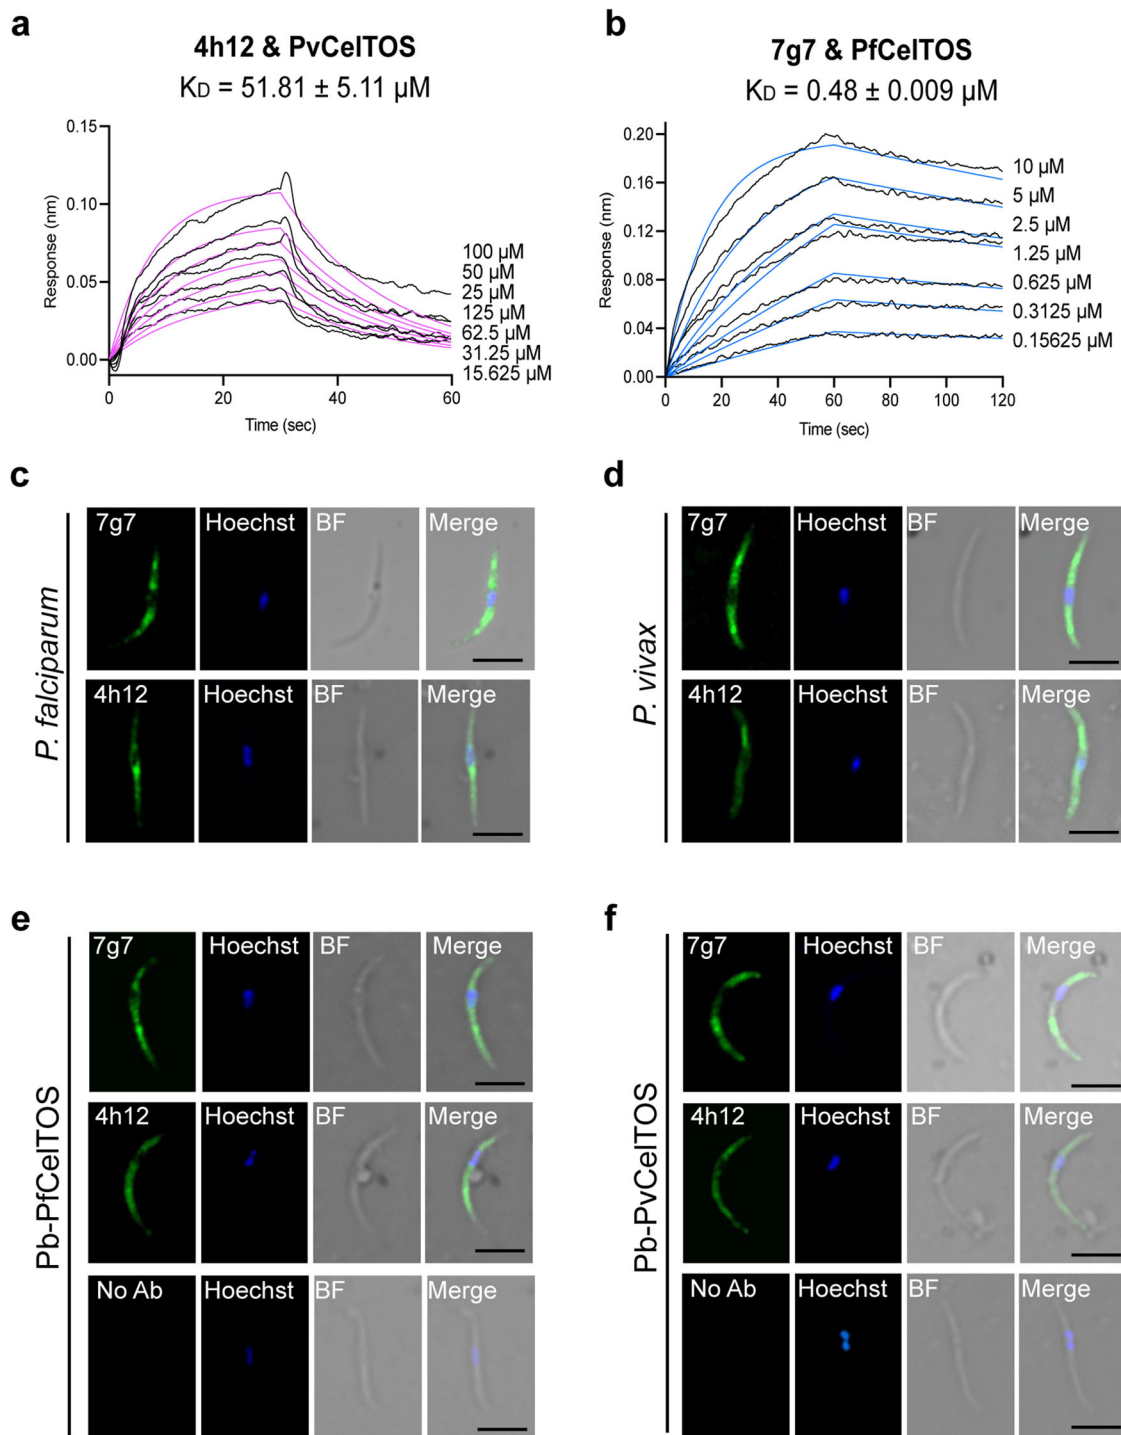 a
4h12 & PvCelTOS
KD = 51.81 ± 5.11 µM
0.15
0.10
0.05
0.00
Response (nm)
0
20
40
60
Time (sec)
100 µM
50 µM
25 µM
125 µM
62.5 µM
31.25 µM
15.625 µM
b
7g7 & PfCelTOS
KD = 0.48 ± 0.009 µM
0.20
0.16
0.12
0.08
0.04
0.00
Response (nm)
0
20
40
60
80
100
120
Time (sec)
10 µM
5 µM
2.5 µM
1.25 µM
0.625 µM
0.3125 µM
0.15625 µM
c
P. falciparum
7g7 Hoechst BF Merge
4h12 Hoechst BF Merge
d
P. vivax
7g7 Hoechst BF Merge
4h12 Hoechst BF Merge
e
Pb-PfCelTOS
7g7 Hoechst BF Merge
4h12 Hoechst BF Merge
No Ab Hoechst BF Merge
f
Pb-PvCelTOS
7g7 Hoechst BF Merge
4h12 Hoechst BF Merge
No Ab Hoechst BF Merge